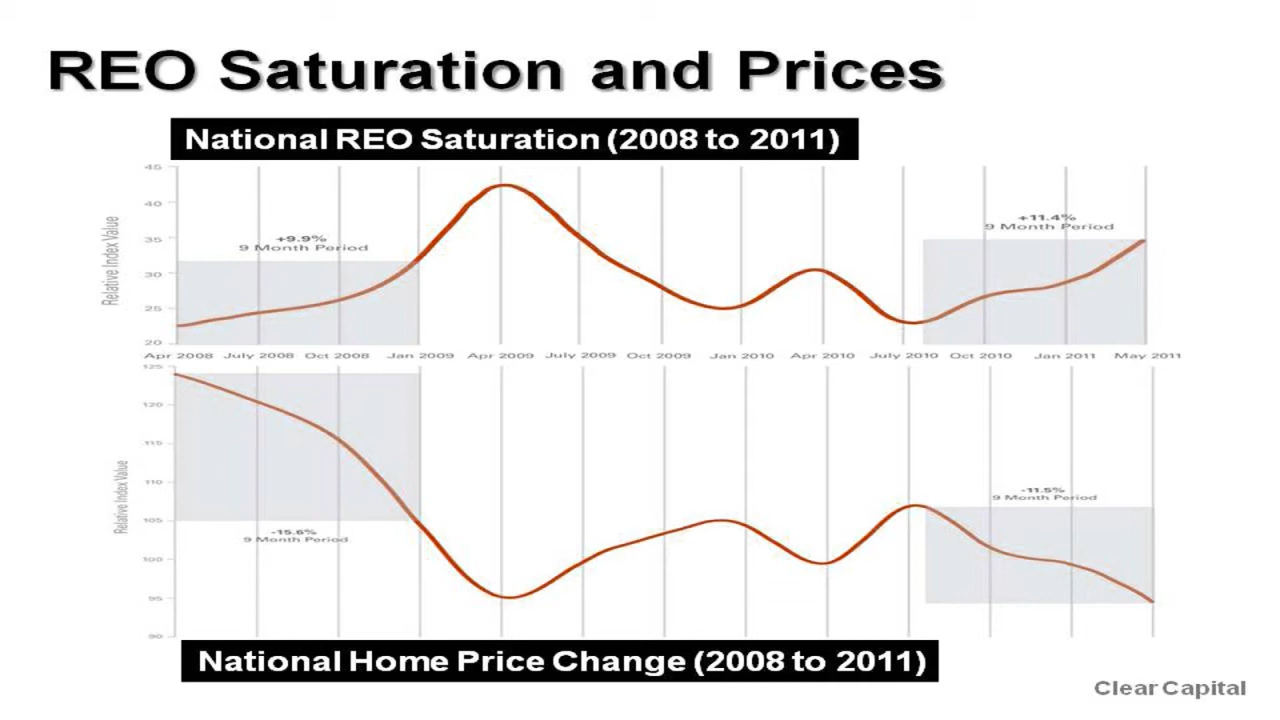 REO Saturation and Prices
National REO Saturation (2008 to 2011)
Relative Index Value
45
40
35
30
25
20
+9.9%
9 Month Period
+11.4%
9 Month Period
Apr 2008 July 2008 Oct 2008 Jan 2009 Apr 2009 July 2009 Oct 2009 Jan 2010 Apr 2010 July 2010 Oct 2010 Jan 2011 May 2011
Relative Index Value
125
120
115
110
105
100
95
90
-15.6%
9 Month Period
-11.5%
9 Month Period
National Home Price Change (2008 to 2011)
Clear Capital